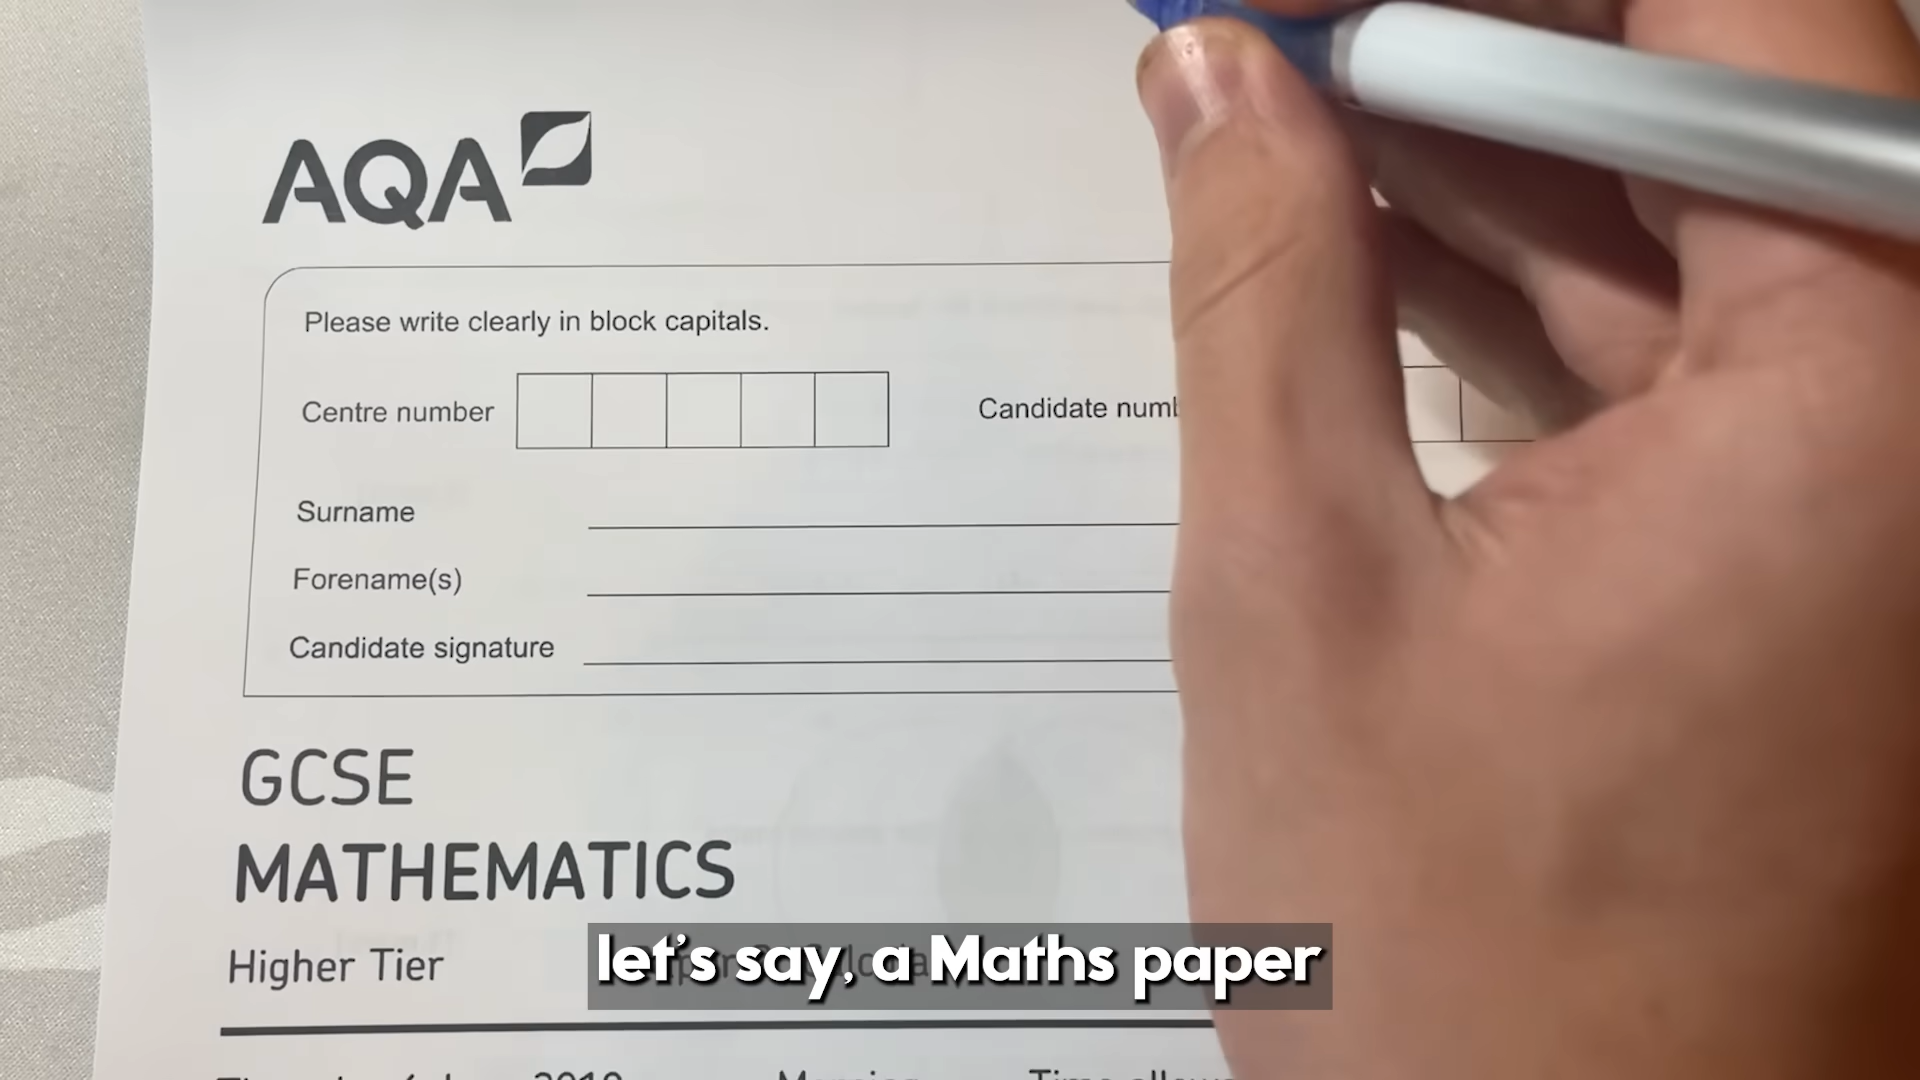 AQA
Please write clearly in block capitals.
Centre number
Candidate
Surname
Forename(s)
Candidate signature
GCSE
MATHEMATICS
Higher Tier
let's say, a Maths paper